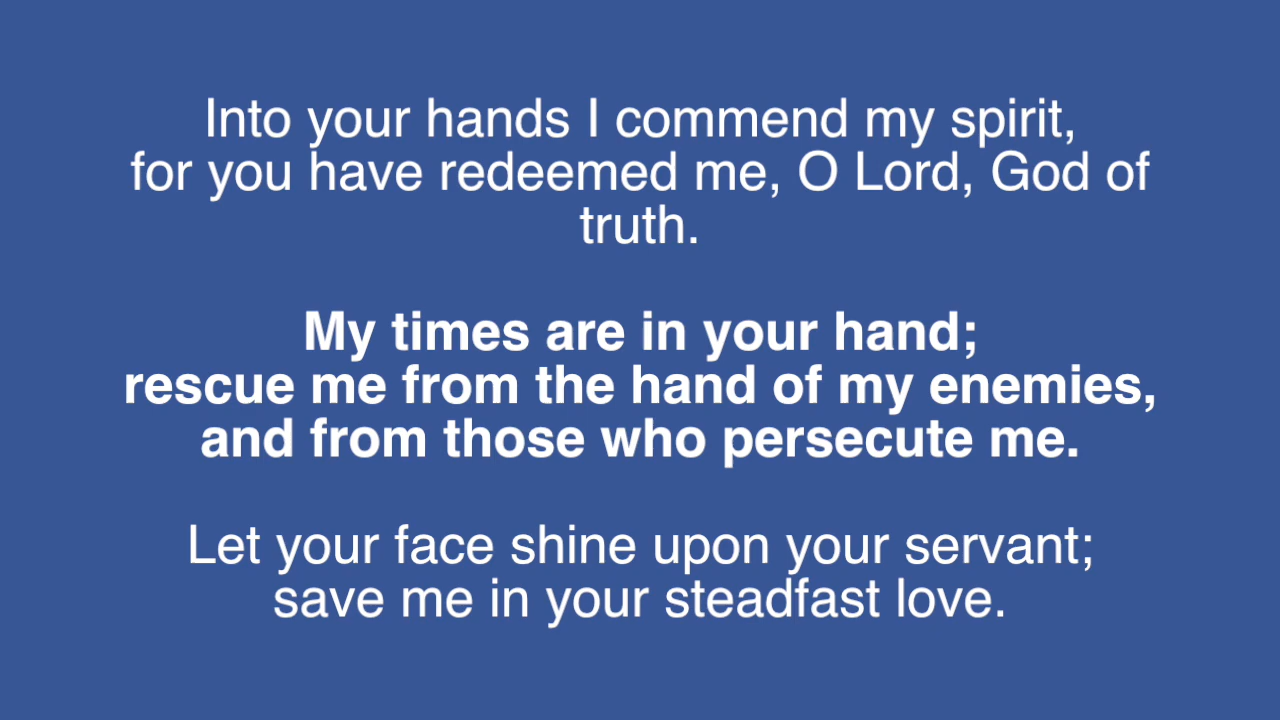 Into your hands I commend my spirit,
for you have redeemed me, O Lord, God of
truth.
My times are in your hand;
rescue me from the hand of my enemies,
and from those who persecute me.
Let your face shine upon your servant;
save me in your steadfast love.